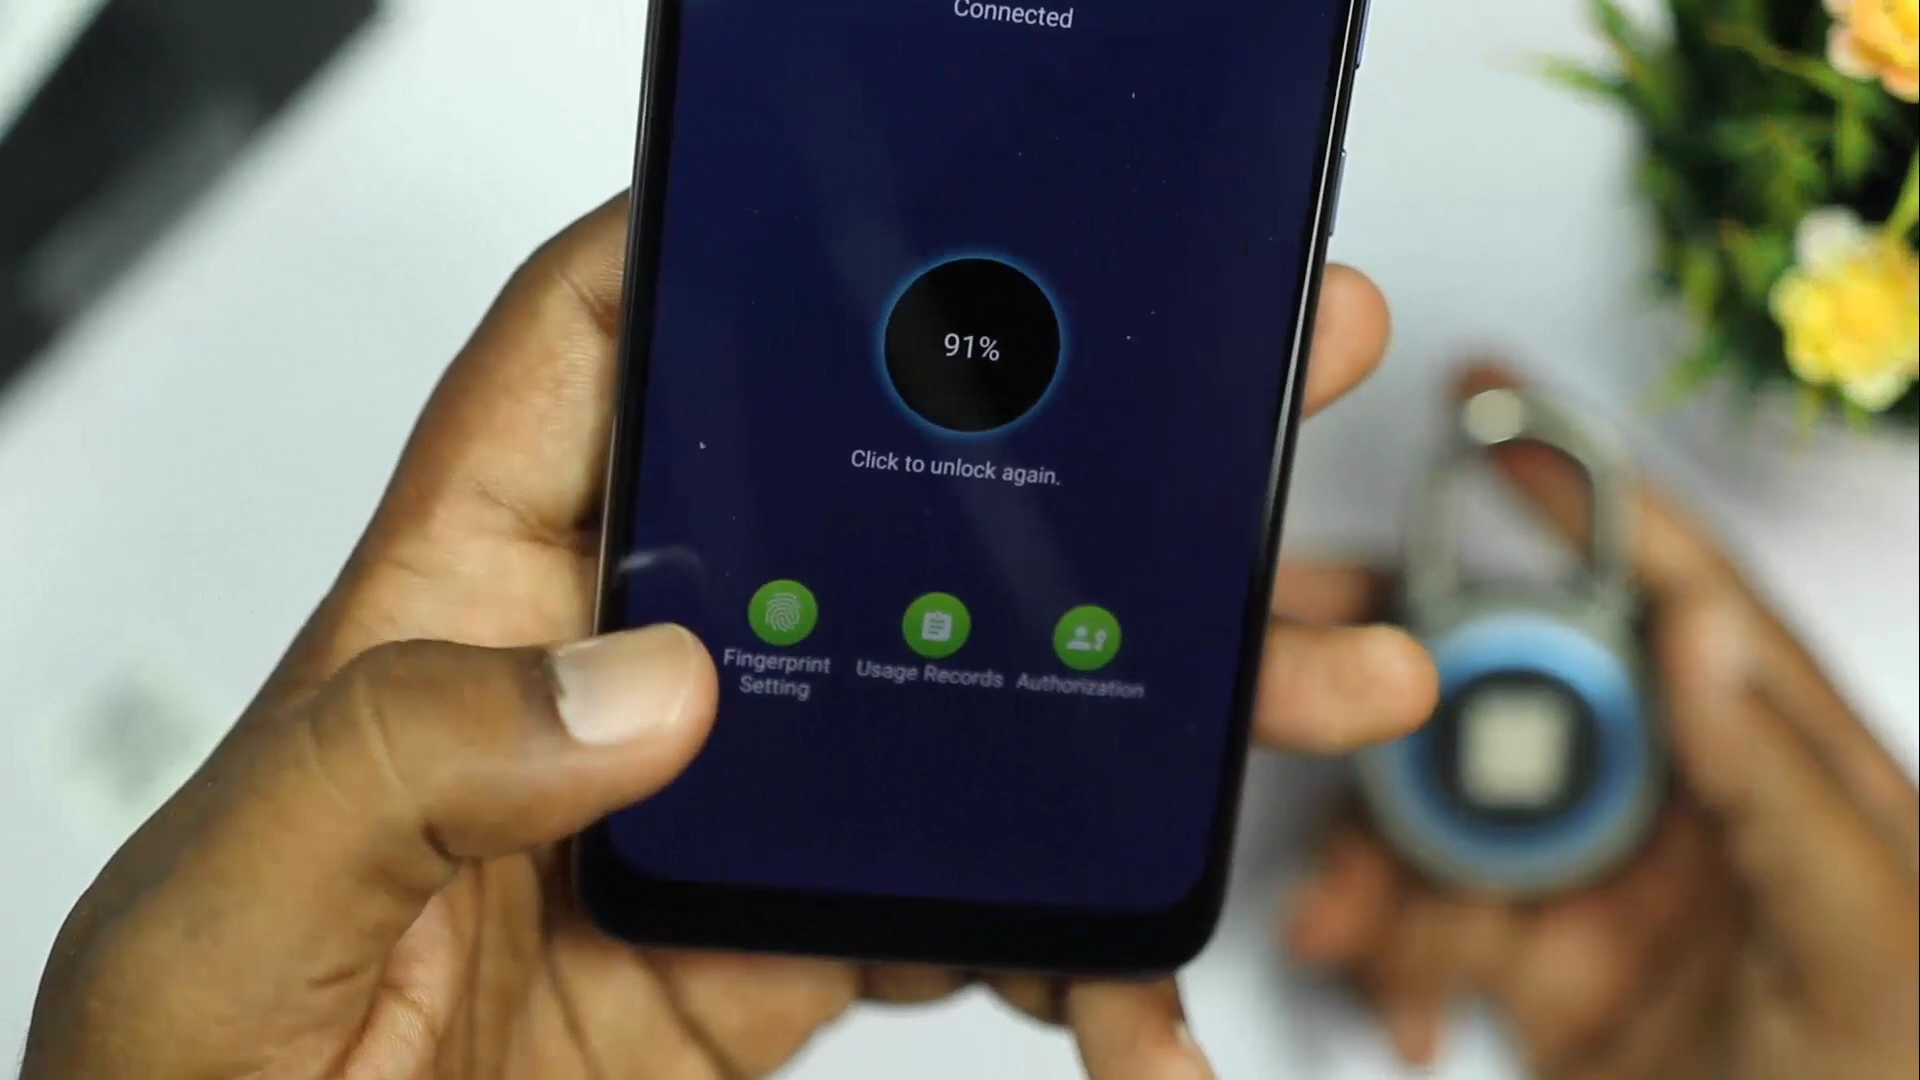 Connected
91%
Click to unlock again.
Fingerprint
Setting
Usage Records
Authorization